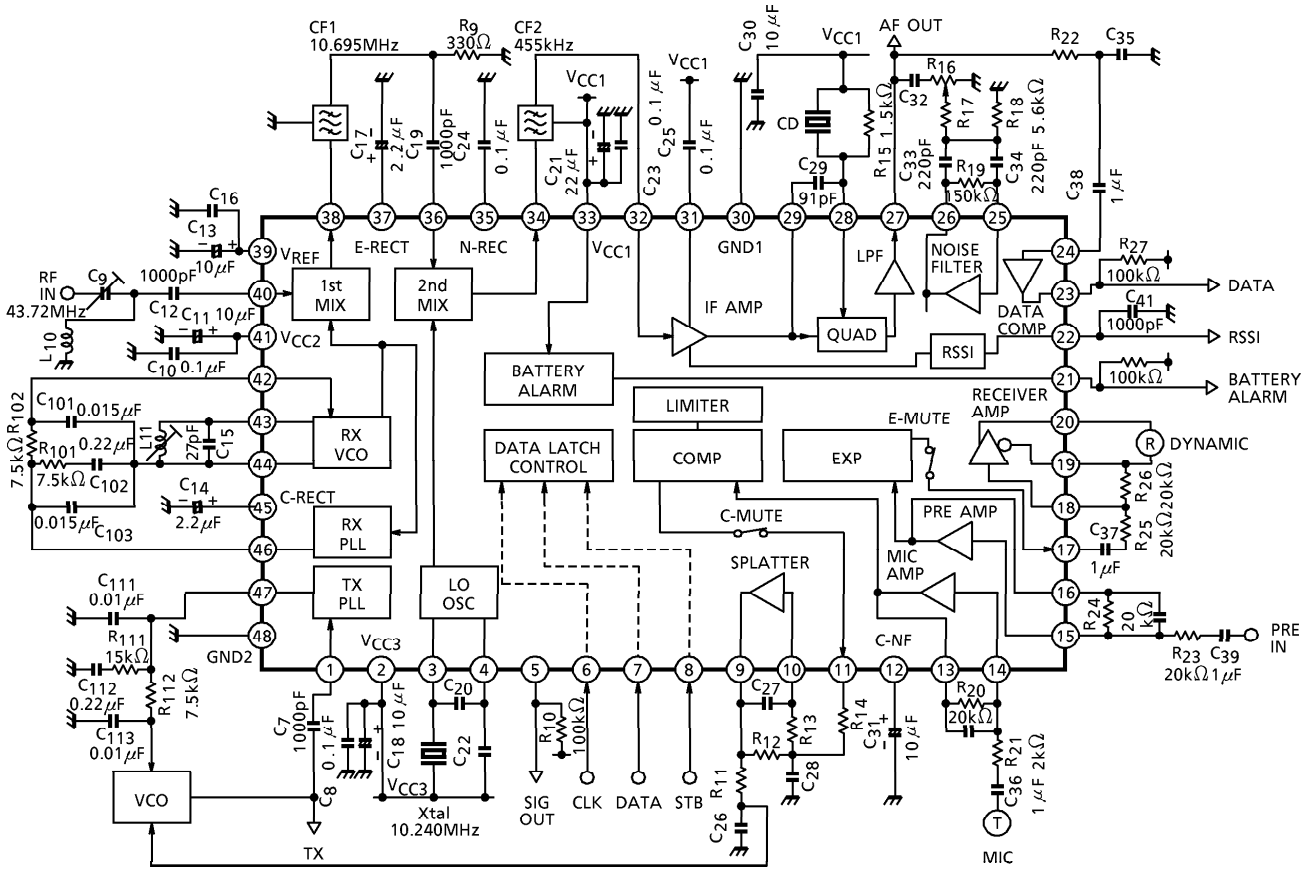 CF1
10.695MHz
R9
330Ω
CF2
455kHz
VCC1
C17
2.2μF
C19
1000pF
C24
0.1μF
C21
22μF
C23
0.1μF
VCC1
C25
0.1μF
C30
10μF
VCC1
CD
R15 1.5kΩ
C29
91pF
AF OUT
C32
R16
R17
R18
5.6kΩ
C33
220pF
R19
150kΩ
C34
220pF
R22
C35
C38
1μF
38
37
36
35
34
33
32
31
30
29
28
27
26
25
E-RECT
N-REC
VCC1
GND1
LPF
NOISE
FILTER
C16
C13
10μF
39
VREF
RF
IN
43.72MHz
C9
1000pF
C12
L10
40
1st
MIX
2nd
MIX
C11
10μF
41
VCC2
C10
0.1μF
42
R102
7.5kΩ
C101
0.015μF
R101
7.5kΩ
0.22μF
C102
0.015μF
C103
L11
27pF
C15
43
44
RX
VCO
C14
2.2μF
C-RECT
45
46
RX
PLL
47
TX
PLL
48
GND2
C111
0.01μF
R111
15kΩ
C112
0.22μF
R112
7.5kΩ
C113
0.01μF
VCO
IF AMP
QUAD
RSSI
BATTERY
ALARM
LIMITER
DATA LATCH
CONTROL
COMP
EXP
E-MUTE
RECEIVER
AMP
C-MUTE
SPLATTER
PRE AMP
MIC
AMP
LO
OSC
VCC3
C-NF
DATA
COMP
24
23
22
21
20
19
18
17
16
15
R27
100kΩ
DATA
C41
1000pF
RSSI
100kΩ
BATTERY
ALARM
R
DYNAMIC
R26
20kΩ
R25
20kΩ
C37
1μF
R24
20
kΩ
R23
20kΩ
C39
1μF
PRE
IN
1
2
3
4
5
6
7
8
9
10
11
12
13
14
C7
1000pF
C8
0.1μF
C18 10μF
TX
C20
C22
VCC3
Xtal
10.240MHz
R10
100kΩ
SIG
OUT
CLK
DATA
STB
C27
R12
R13
R14
R11
C28
C26
C31
10μF
R20
20kΩ
R21
2kΩ
C36
1μF
T
MIC